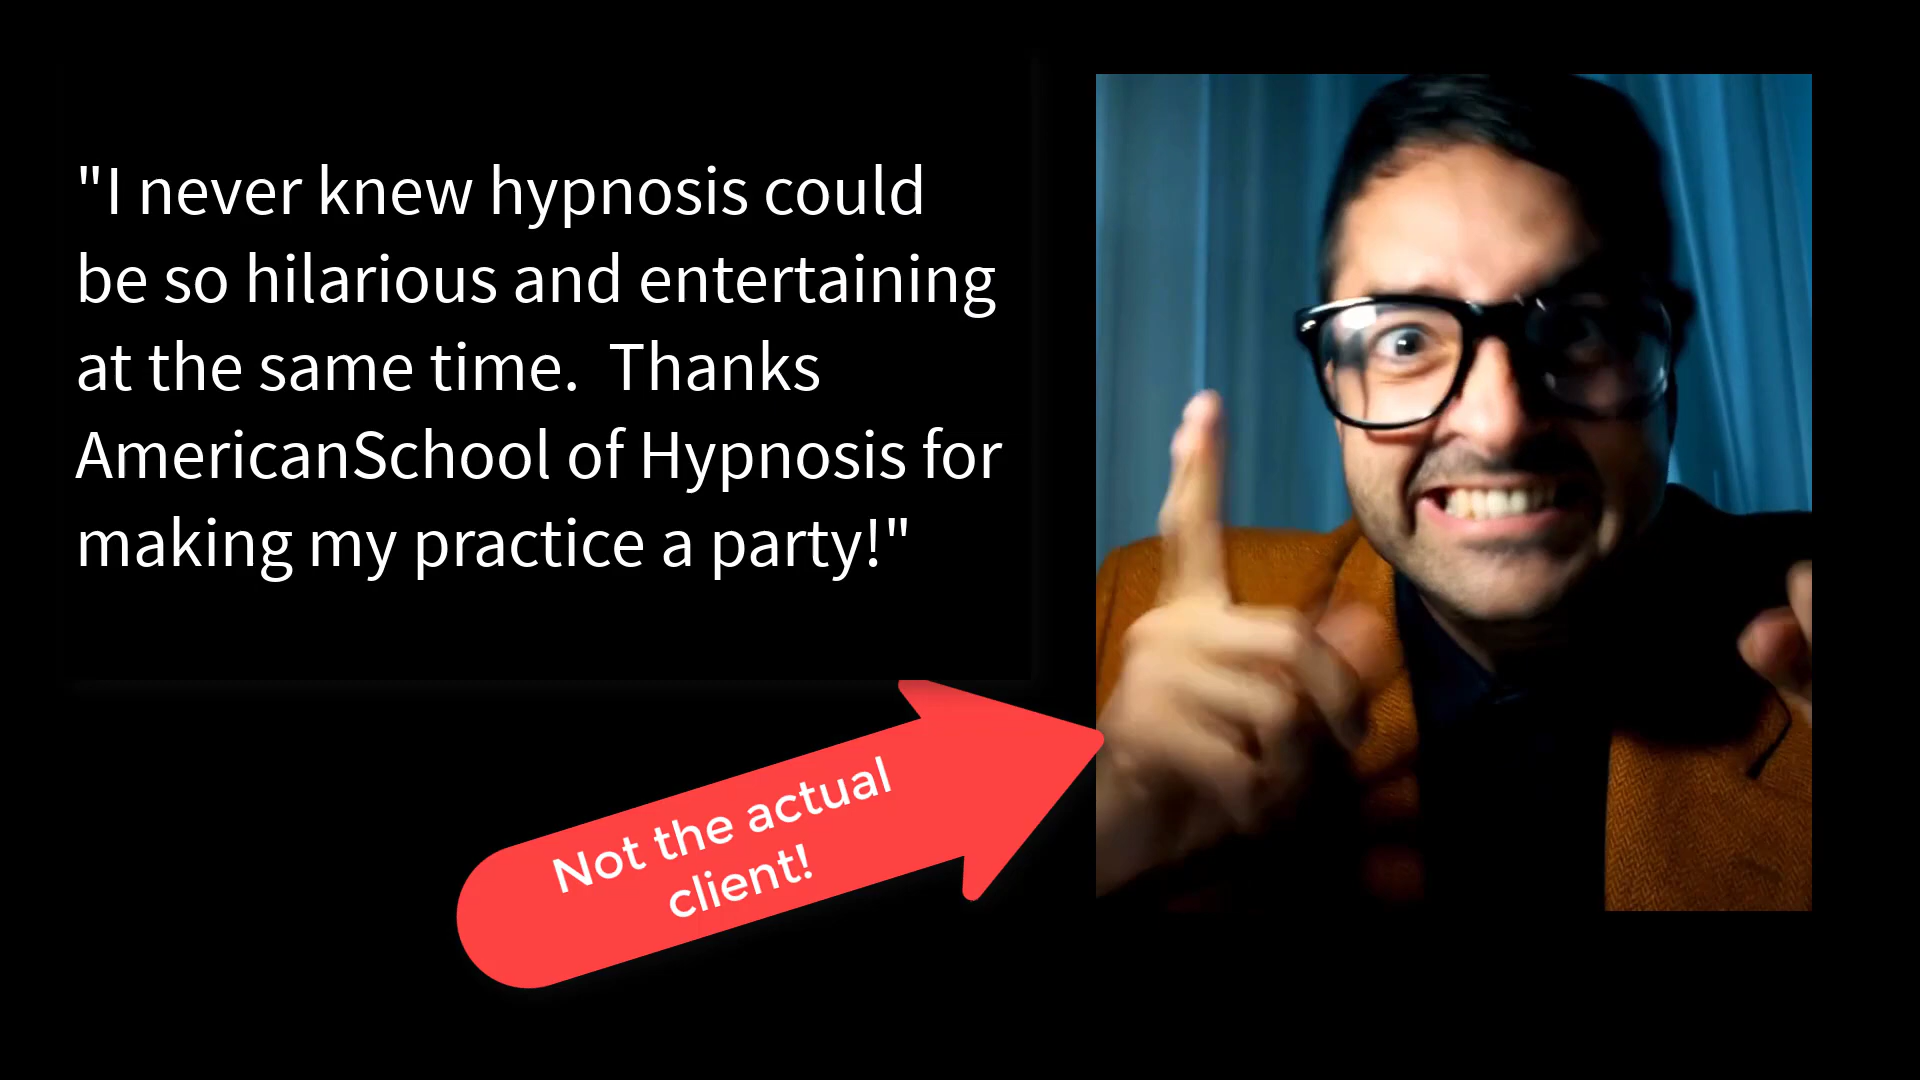 "I never knew hypnosis could
be so hilarious and entertaining
at the same time.  Thanks
AmericanSchool of Hypnosis for
making my practice a party!"
Not the actual
client!